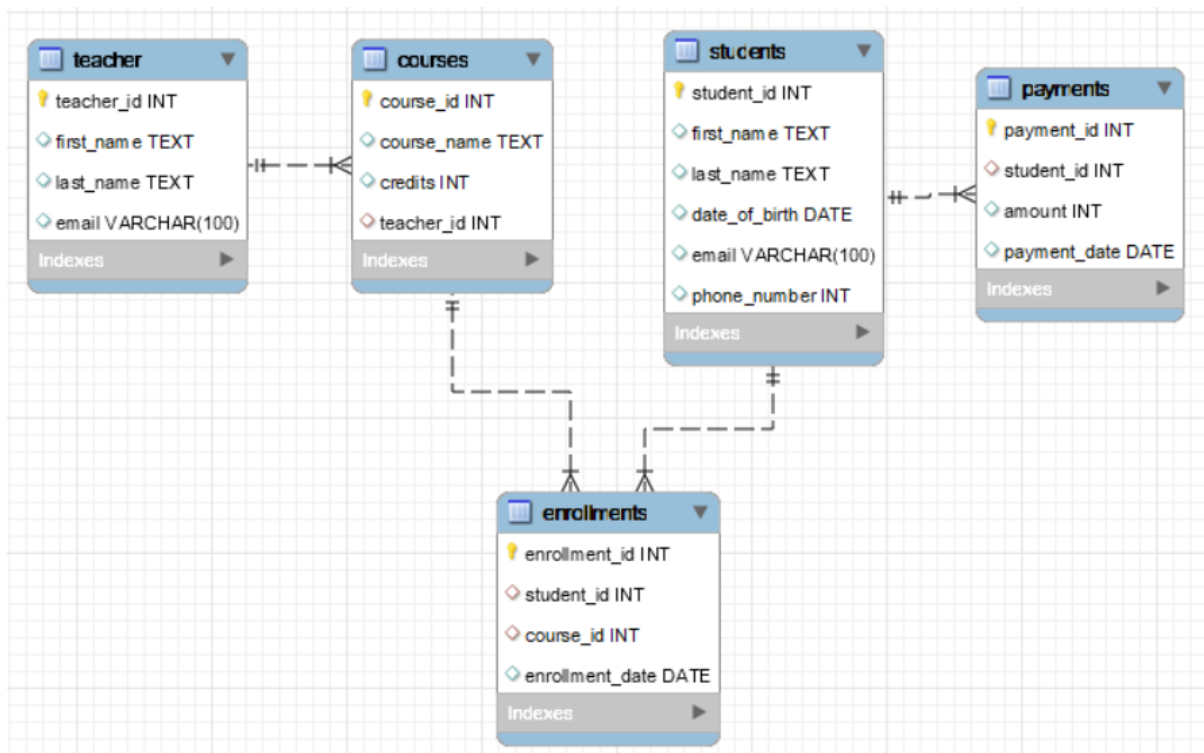 teacher
teacher_id INT
first_name TEXT
last_name TEXT
email VARCHAR(100)
Indexes
courses
course_id INT
course_name TEXT
credits INT
teacher_id INT
Indexes
students
student_id INT
first_name TEXT
last_name TEXT
date_of_birth DATE
email VARCHAR(100)
phone_number INT
Indexes
payments
payment_id INT
student_id INT
amount INT
payment_date DATE
Indexes
enrollments
enrollment_id INT
student_id INT
course_id INT
enrollment_date DATE
Indexes